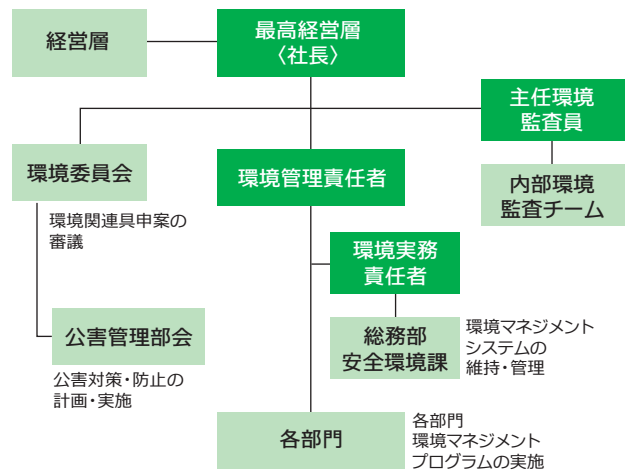 経営層
最高経営層
〈社長〉
主任環境
監査員
環境委員会
環境管理責任者
内部環境
監査チーム
環境関連具申案の
審議
環境実務
責任者
公害管理部会
総務部
安全環境課
環境マネジメント
システムの
維持・管理
公害対策・防止の
計画・実施
各部門
各部門
環境マネジメント
プログラムの実施